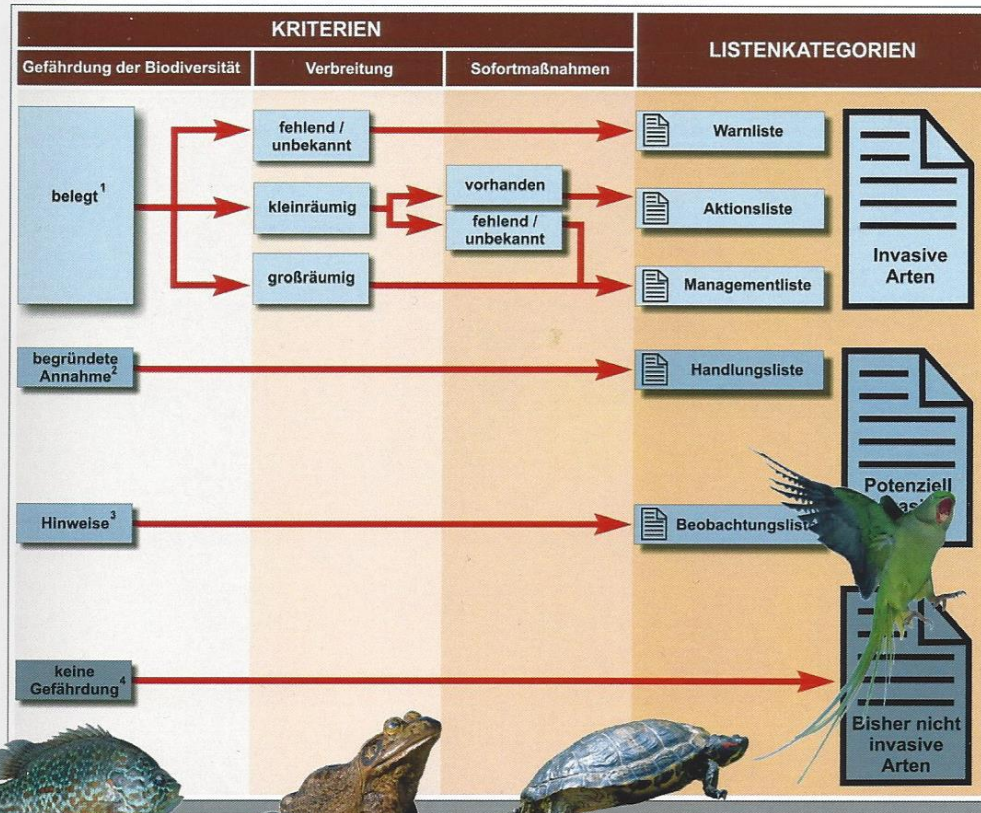 KRITERIEN
LISTENKATEGORIEN
Gefährdung der Biodiversität
Verbreitung
Sofortmaßnahmen
belegt¹
fehlend /
unbekannt
Warnliste
kleinräumig
vorhanden
Aktionsliste
fehlend /
unbekannt
großräumig
Managementliste
Invasive
Arten
begründete
Annahme²
Handlungsliste
Hinweise³
Beobachtungsliste
Potenziell
keine
Gefährdung⁴
Bisher nicht
invasive
Arten